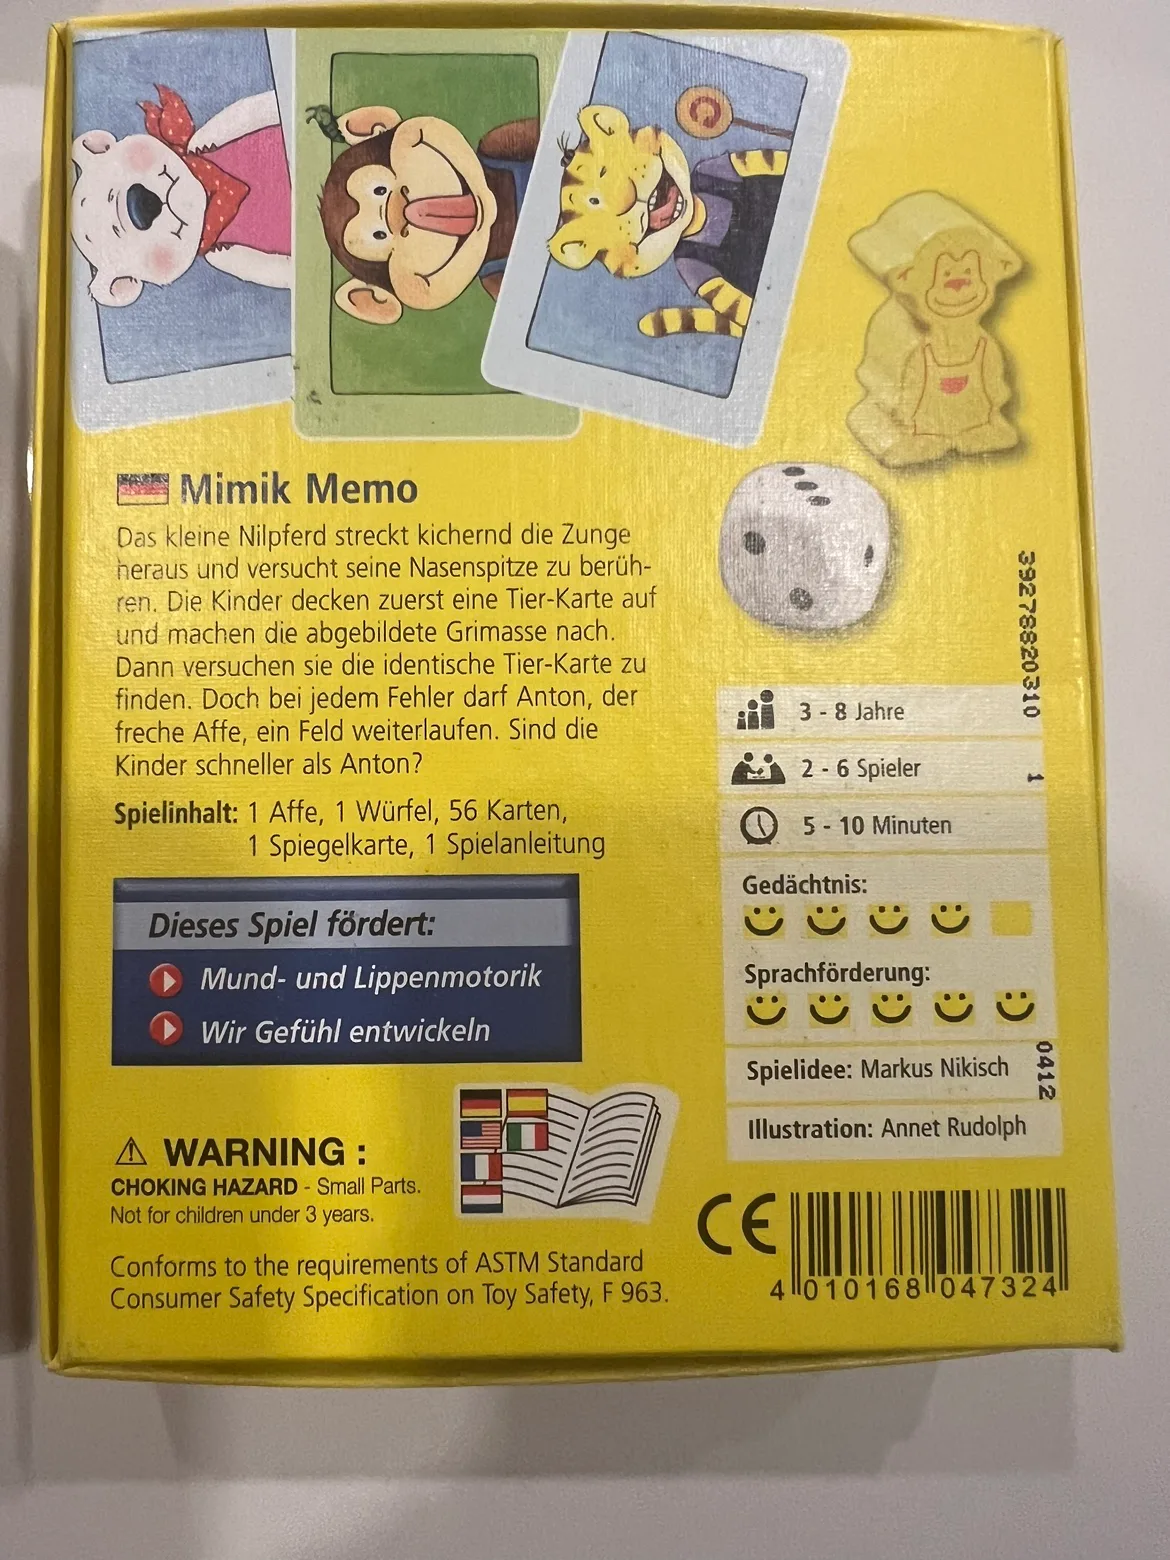 Mimik Memo
Das kleine Nilpferd streckt kichernd die Zunge
heraus und versucht seine Nasenspitze zu berüh-
ren. Die Kinder decken zuerst eine Tier-Karte auf
und machen die abgebildete Grimasse nach.
Dann versuchen sie die identische Tier-Karte zu
finden. Doch bei jedem Fehler darf Anton, der
freche Affe, ein Feld weiterlaufen. Sind die
Kinder schneller als Anton?
Spielinhalt: 1 Affe, 1 Würfel, 56 Karten,
1 Spiegelkarte, 1 Spielanleitung
Dieses Spiel fördert:
Mund- und Lippenmotorik
Wir Gefühl entwickeln
WARNING :
CHOKING HAZARD - Small Parts.
Not for children under 3 years.
Conforms to the requirements of ASTM Standard
Consumer Safety Specification on Toy Safety, F 963.
3 - 8 Jahre
2 - 6 Spieler
5 - 10 Minuten
Gedächtnis:
Sprachförderung:
Spielidee: Markus Nikisch
Illustration: Annet Rudolph
39278820310 1
0412
CE
4 010168 047324